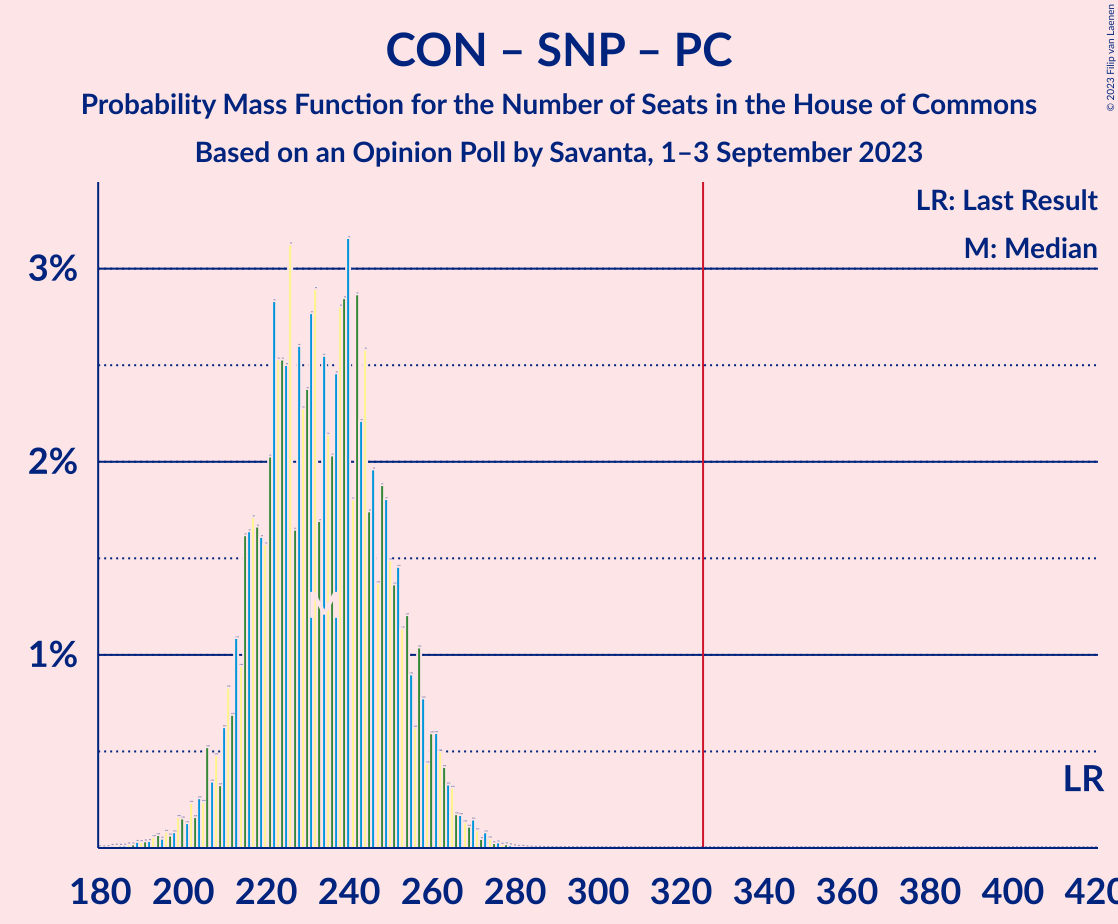 CON – SNP – PC
Probability Mass Function for the Number of Seats in the House of Commons
Based on an Opinion Poll by Savanta, 1–3 September 2023
© 2023 Filip van Laenen
LR: Last Result
M: Median
3%
2%
1%
M
LR
180 200 220 240 260 280 300 320 340 360 380 400 420